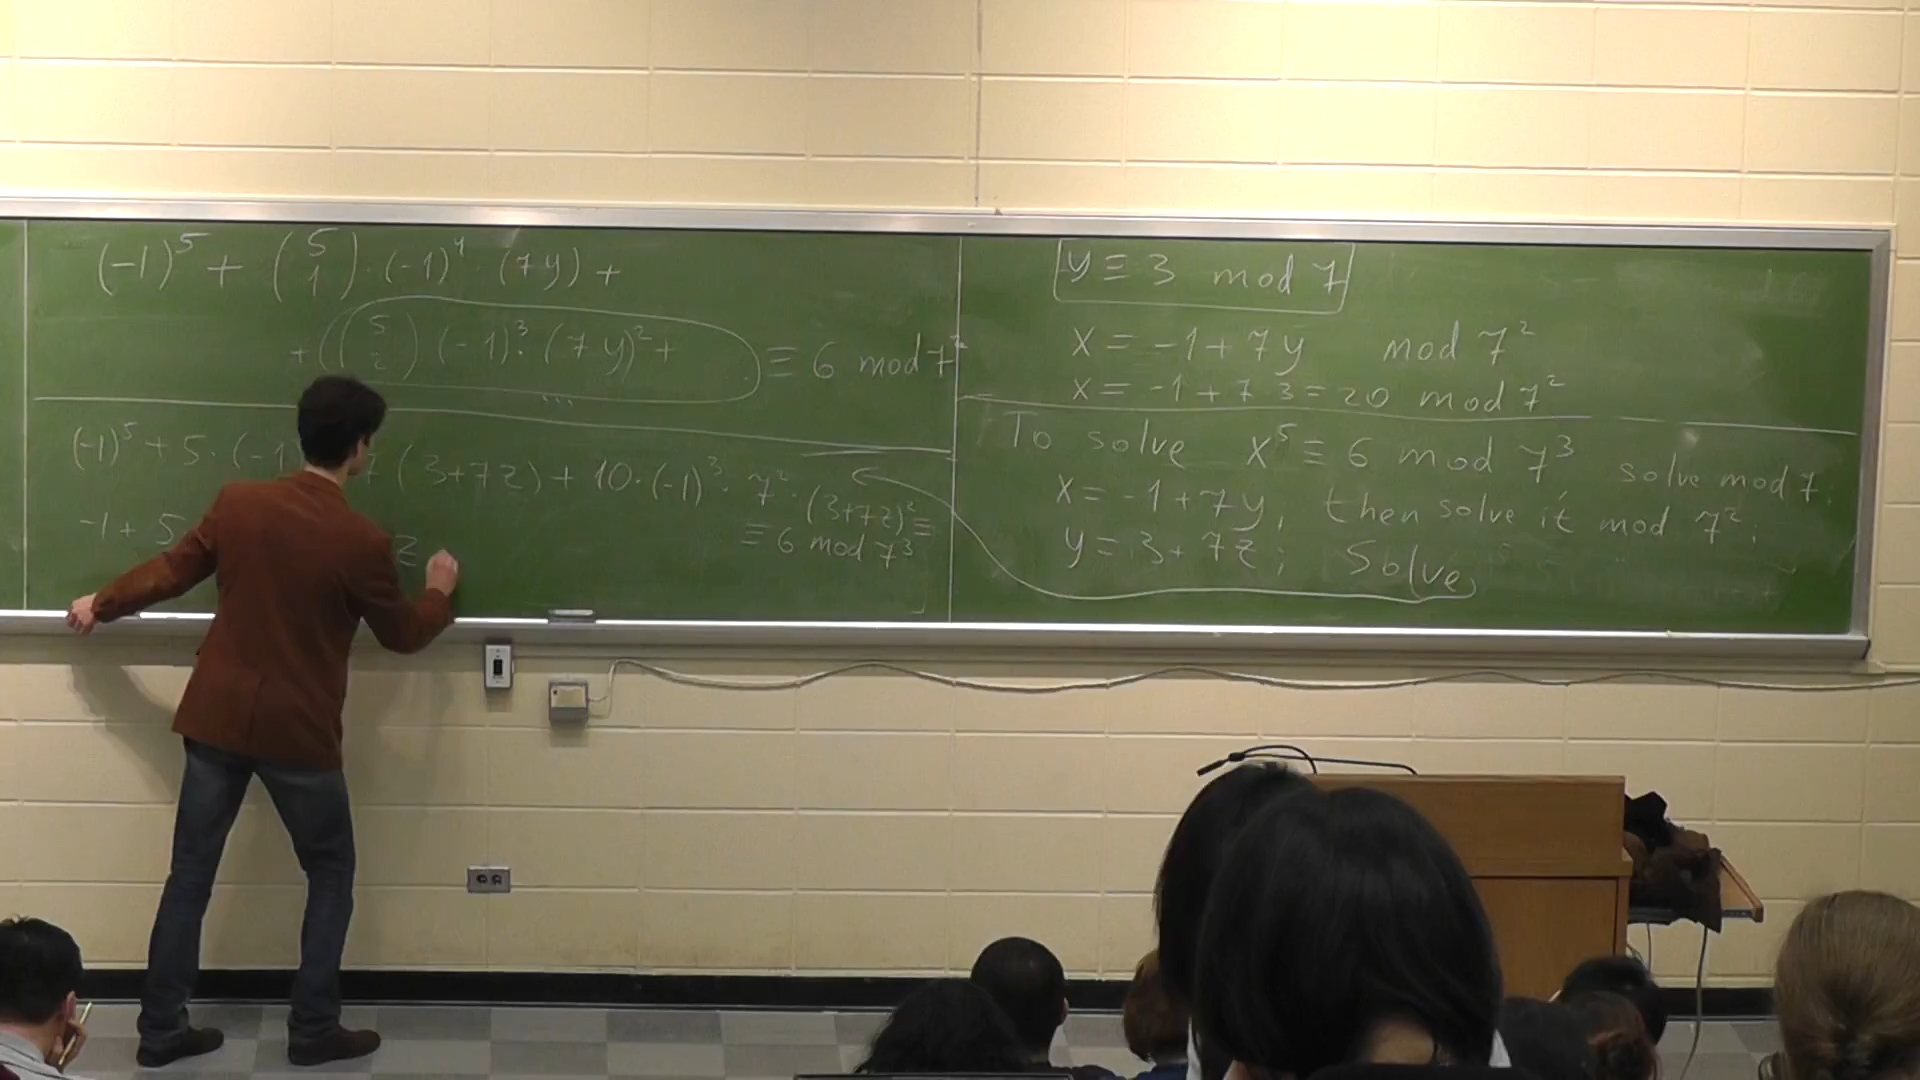 (-1)^5 + (5 1) · (-1)^4 · (7y) +
+ ((5 2) (-1)^3 · (7y)^2 + ... ) ≡ 6 mod 7^2
(-1)^5 + 5 · (-1 7 (3+7z) + 10 · (-1)^3 · 7^2 ·
(3+7z)^2 ≡
≡ 6 mod 7^3
-1 + 5 z
y ≡ 3 mod 7
x = -1 + 7y mod 7^2
x = -1 + 7 3 = 20 mod 7^2
To solve x^5 ≡ 6 mod 7^3 solve mod 7.
x = -1 + 7y, then solve it mod 7^2;
y = 3 + 7z; Solve